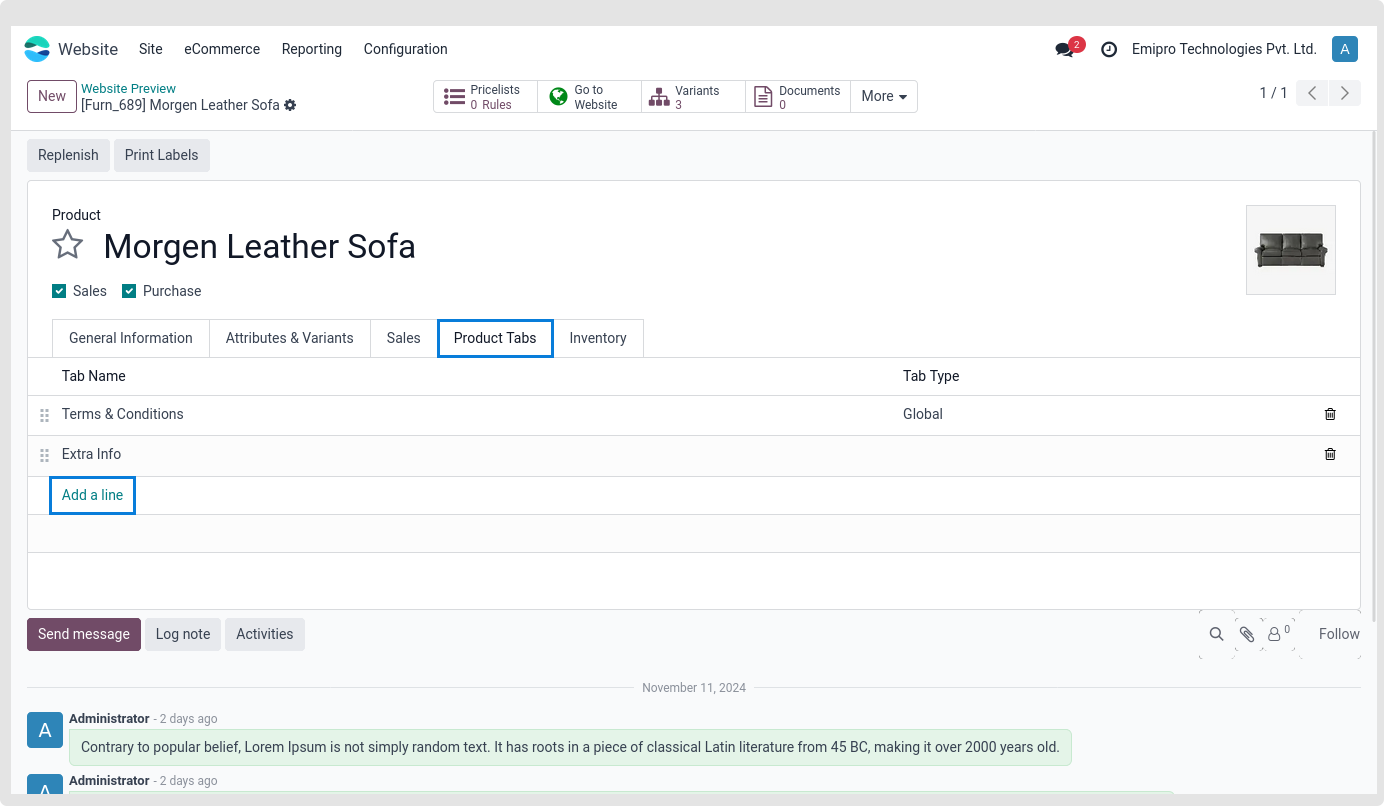 Website Site eCommerce Reporting Configuration 2 Emipro Technologies Pvt. Ltd. A
New Website Preview
[Furn_689] Morgen Leather Sofa
Pricelists
0 Rules
Go to
Website
Variants
3
Documents
0
More
1 / 1
Replenish Print Labels
Product
Morgen Leather Sofa
Sales Purchase
General Information Attributes & Variants Sales Product Tabs Inventory
Tab Name Tab Type
Terms & Conditions Global
Extra Info
Add a line
Send message Log note Activities 0 Follow
November 11, 2024
A Administrator - 2 days ago
Contrary to popular belief, Lorem Ipsum is not simply random text. It has roots in a piece of classical Latin literature from 45 BC, making it over 2000 years old.
A Administrator - 2 days ago